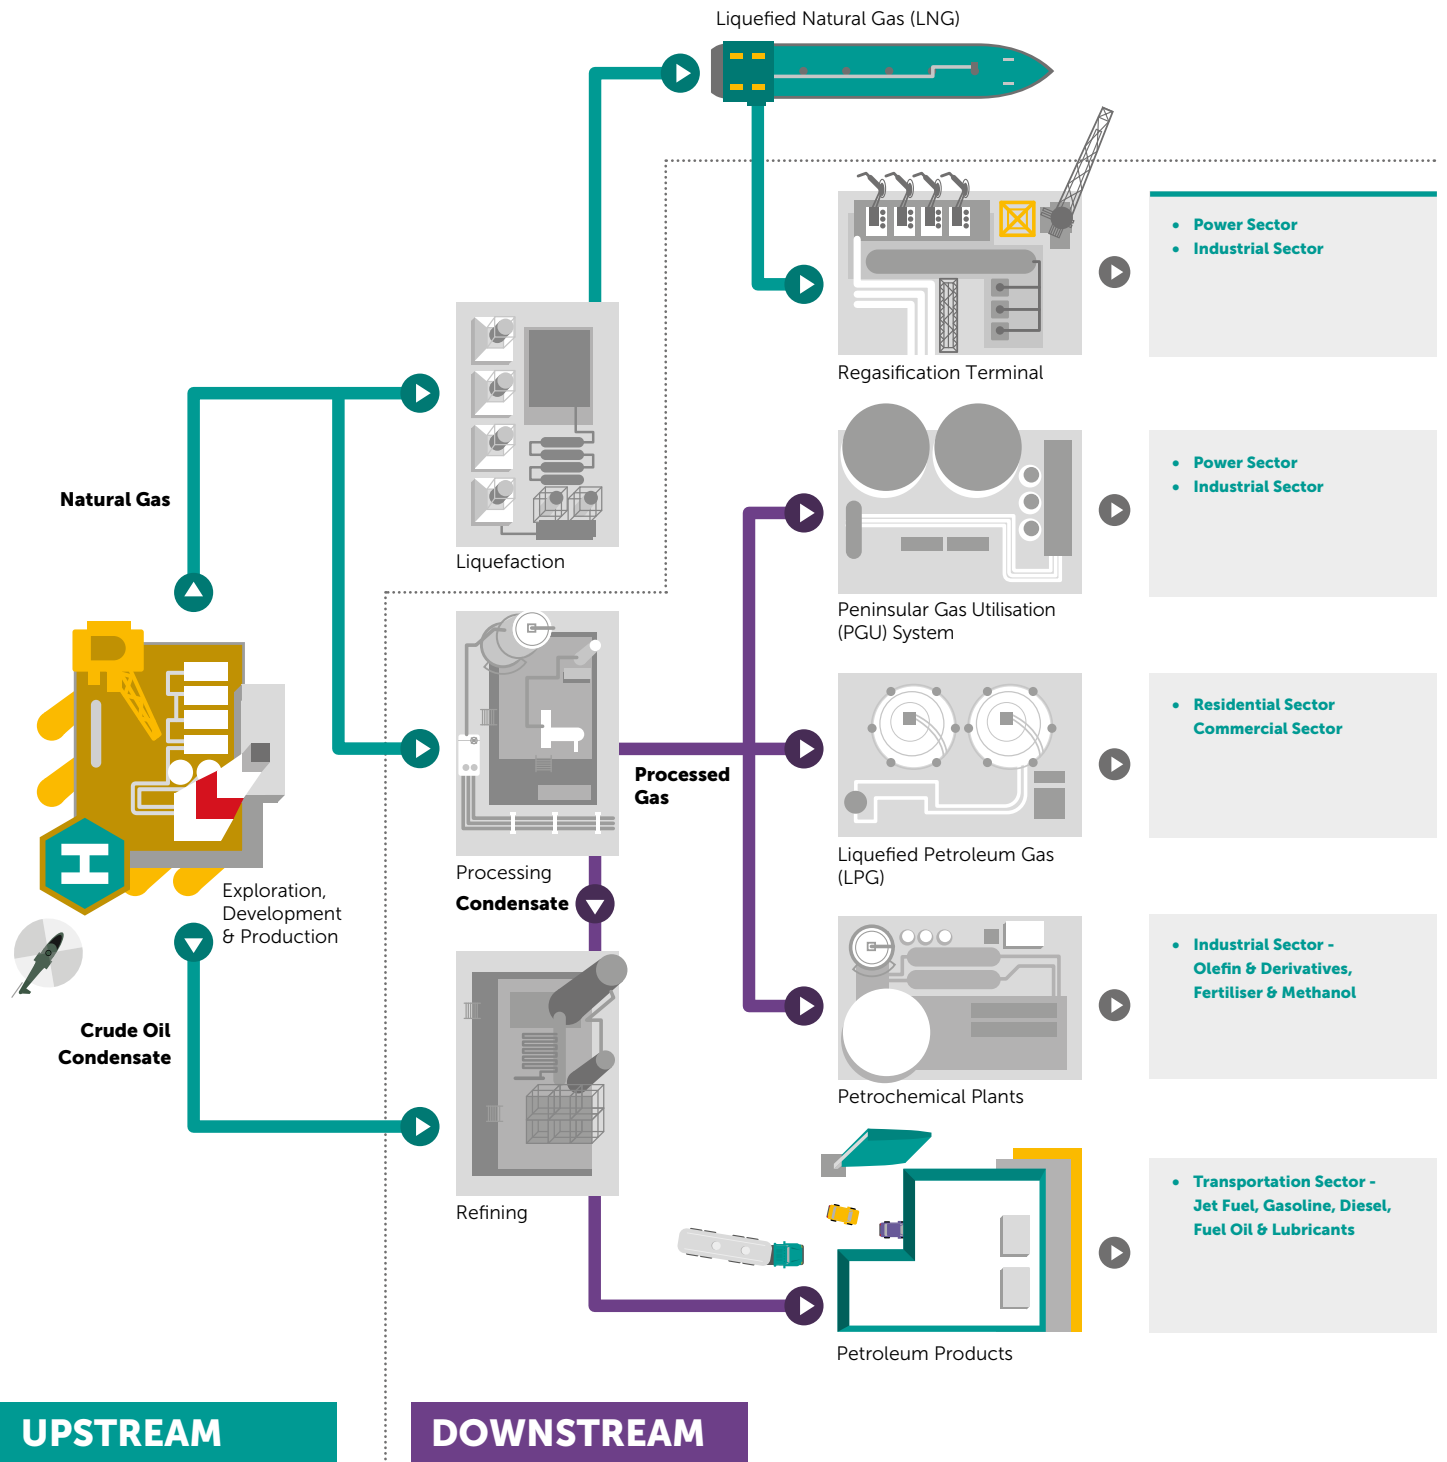 Liquefied Natural Gas (LNG)
• Power Sector
• Industrial Sector
Regasification Terminal
Natural Gas
Liquefaction
• Power Sector
• Industrial Sector
Peninsular Gas Utilisation
(PGU) System
• Residential Sector
Commercial Sector
Processed
Gas
Liquefied Petroleum Gas
(LPG)
Processing
Condensate
Exploration,
Development
& Production
H
• Industrial Sector -
Olefin & Derivatives,
Fertiliser & Methanol
Crude Oil
Condensate
Petrochemical Plants
Refining
• Transportation Sector -
Jet Fuel, Gasoline, Diesel,
Fuel Oil & Lubricants
Petroleum Products
UPSTREAM
DOWNSTREAM